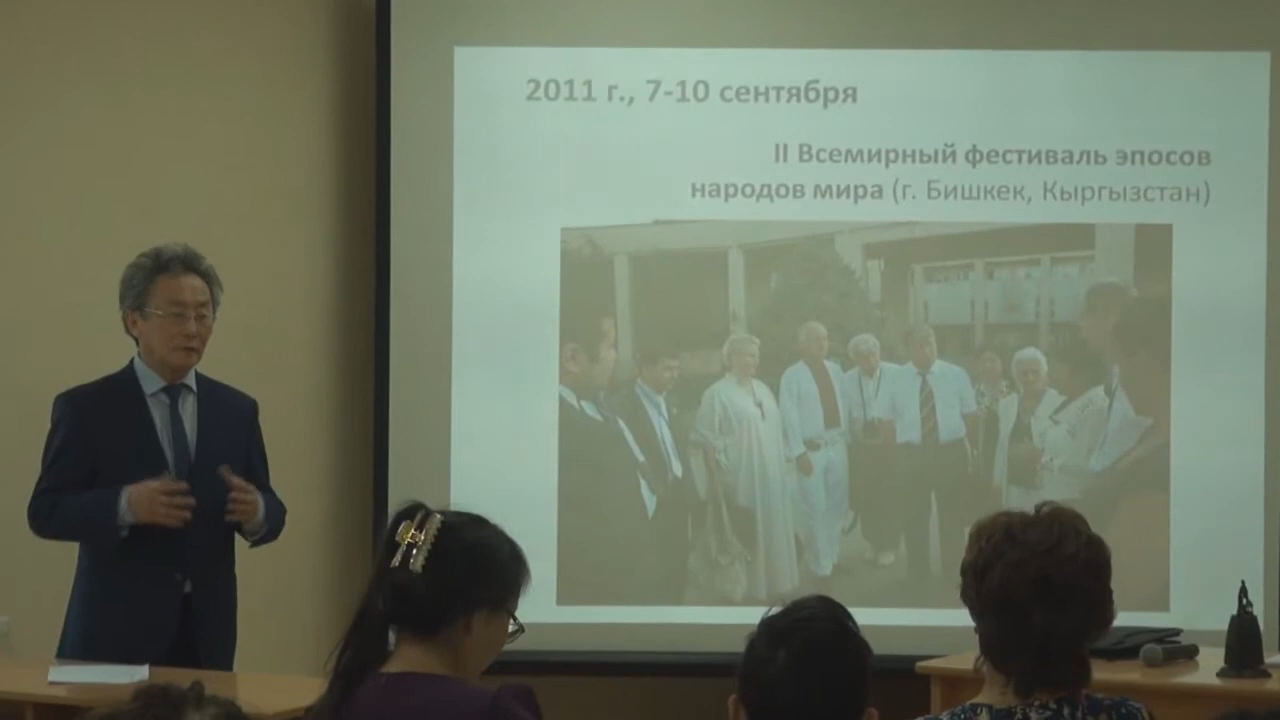 2011 г., 7-10 сентября
II Всемирный фестиваль эпосов
народов мира (г. Бишкек, Кыргызстан)